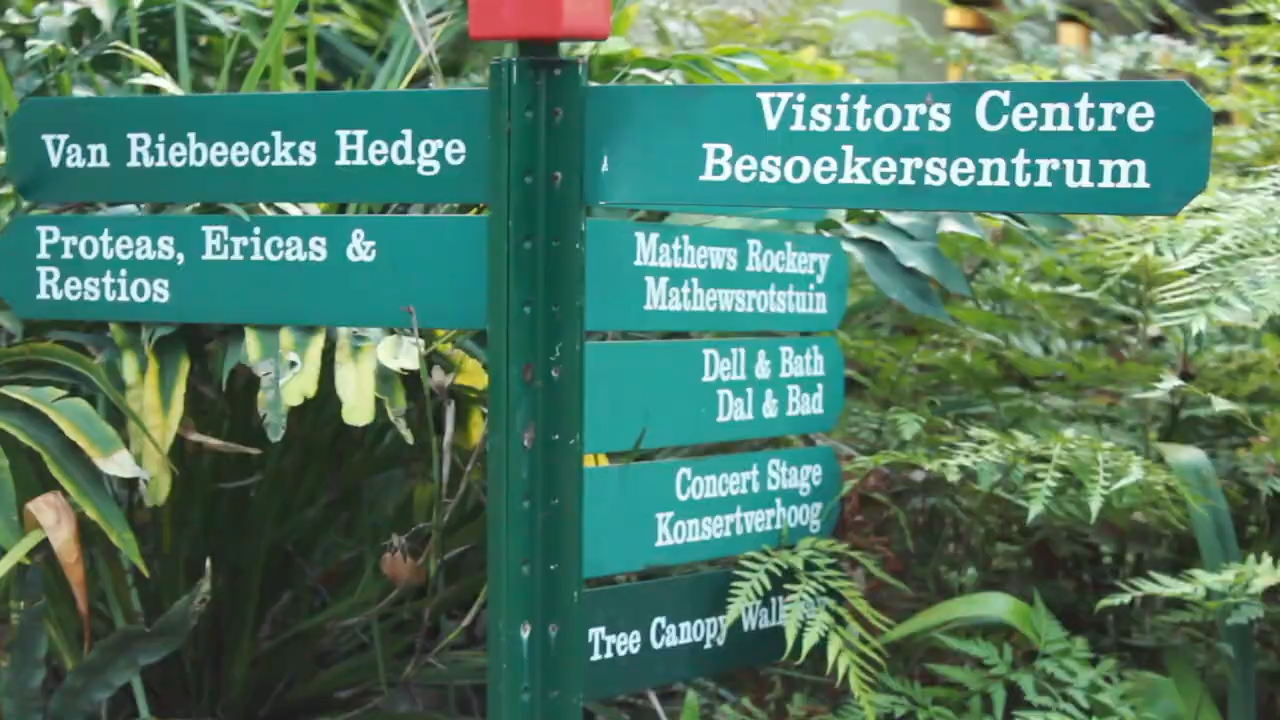 Van Riebeecks Hedge
Proteas, Ericas &
Restios
Visitors Centre
Besoekersentrum
Mathews Rockery
Mathewsrotstuin
Dell & Bath
Dal & Bad
Concert Stage
Konsertverhoog
Tree Canopy